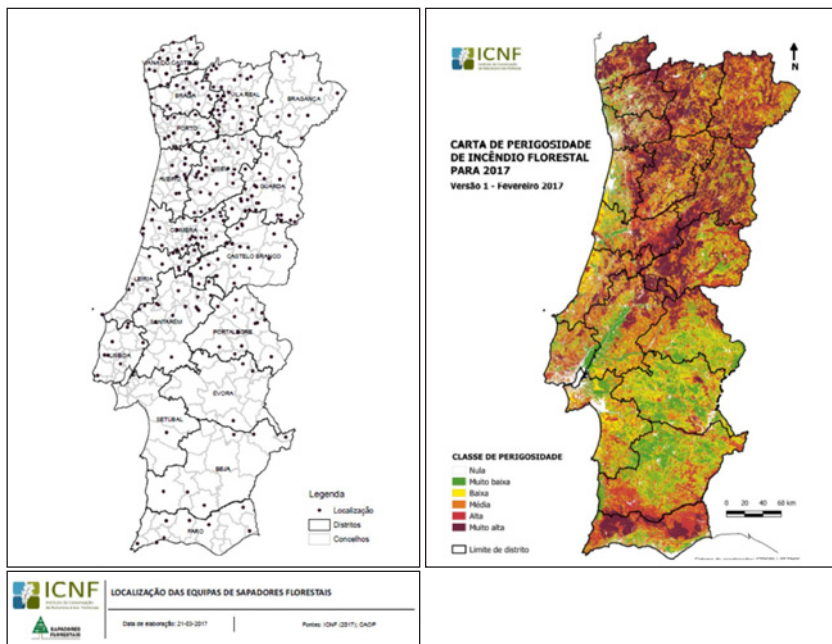 VIANA DO CASTELO
BRAGA
VILA REAL
BRAGANÇA
PORTO
AVEIRO
VISEU
GUARDA
COIMBRA
CASTELO BRANCO
LEIRIA
SANTARÉM
PORTALEGRE
LISBOA
ÉVORA
SETÚBAL
BEJA
FARO
Legenda
Localização
Distritos
Concelhos
ICNF
SAPADORES
FLORESTAIS
LOCALIZAÇÃO DAS EQUIPAS DE SAPADORES FLORESTAIS
Data de elaboração: 21-03-2017
Fontes: ICNF (2017); CAOP
ICNF
N
CARTA DE PERIGOSIDADE
DE INCÊNDIO FLORESTAL
PARA 2017
Versão 1 - Fevereiro 2017
CLASSE DE PERIGOSIDADE
Nula
Muito baixa
Baixa
Média
Alta
Muito alta
Limite de distrito
0 20 40 60 km